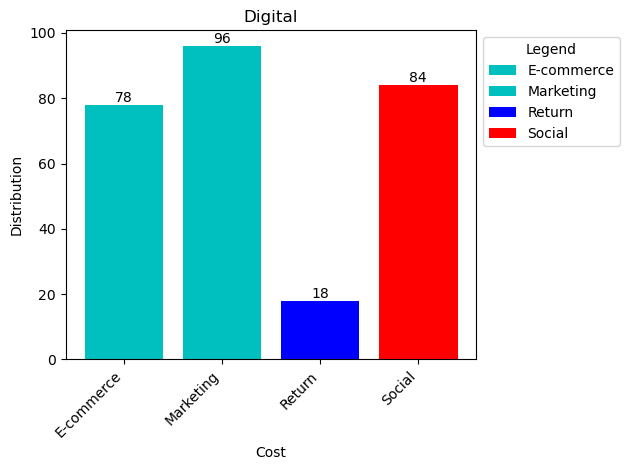 Digital
100
80
60
40
20
0
Distribution
78
96
18
84
E-commerce
Marketing
Return
Social
Cost
Legend
E-commerce
Marketing
Return
Social